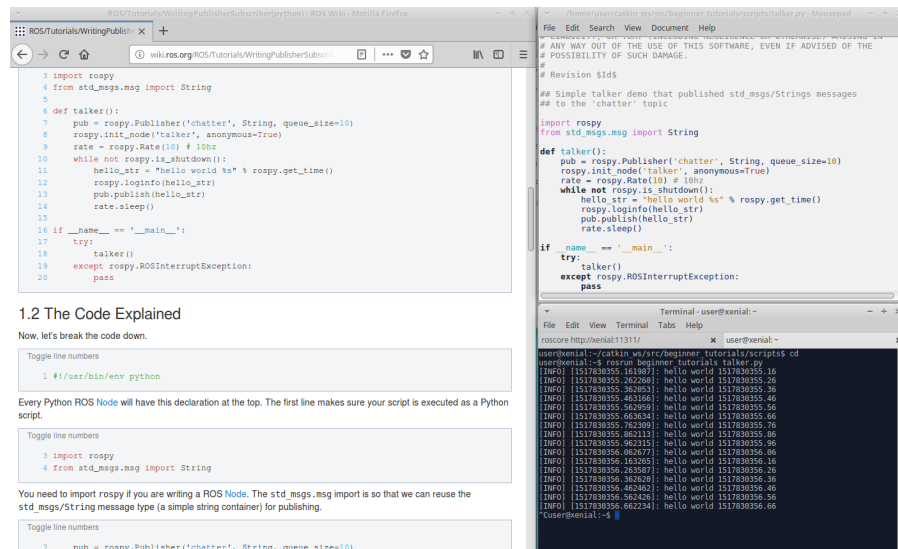 ROS/Tutorials/WritingPublisherSubscriber(python) - ROS Wiki - Mozilla Firefox
ROS/Tutorials/WritingPublish
wiki.ros.org/ROS/Tutorials/WritingPublisherSubscri
3 import rospy
4 from std_msgs.msg import String
5
6 def talker():
7 pub = rospy.Publisher('chatter', String, queue_size=10)
8 rospy.init_node('talker', anonymous=True)
9 rate = rospy.Rate(10) # 10hz
10 while not rospy.is_shutdown():
11 hello_str = "hello world %s" % rospy.get_time()
12 rospy.loginfo(hello_str)
13 pub.publish(hello_str)
14 rate.sleep()
15
16 if __name__ == '__main__':
17 try:
18 talker()
19 except rospy.ROSInterruptException:
20 pass
1.2 The Code Explained
Now, let's break the code down.
Toggle line numbers
1 #!/usr/bin/env python
Every Python ROS Node will have this declaration at the top. The first line makes sure your script is executed as a Python
script.
Toggle line numbers
3 import rospy
4 from std_msgs.msg import String
You need to import rospy if you are writing a ROS Node. The std_msgs.msg import is so that we can reuse the
std_msgs/String message type (a simple string container) for publishing.
Toggle line numbers
7 pub = rospy.Publisher('chatter', String, queue_size=10)
/home/user/catkin_ws/src/beginner_tutorials/scripts/talker.py - Mousepad
File Edit Search View Document Help
# LIABILITY, OR TORT (INCLUDING NEGLIGENCE OR OTHERWISE) ARISING IN
# ANY WAY OUT OF THE USE OF THIS SOFTWARE, EVEN IF ADVISED OF THE
# POSSIBILITY OF SUCH DAMAGE.
#
# Revision $Id$
## Simple talker demo that published std_msgs/Strings messages
## to the 'chatter' topic
import rospy
from std_msgs.msg import String
def talker():
pub = rospy.Publisher('chatter', String, queue_size=10)
rospy.init_node('talker', anonymous=True)
rate = rospy.Rate(10) # 10hz
while not rospy.is_shutdown():
hello_str = "hello world %s" % rospy.get_time()
rospy.loginfo(hello_str)
pub.publish(hello_str)
rate.sleep()
if __name__ == '__main__':
try:
talker()
except rospy.ROSInterruptException:
pass
Terminal - user@xenial: ~
File Edit View Terminal Tabs Help
roscore http://xenial:11311/
user@xenial: ~
user@xenial:~/catkin_ws/src/beginner_tutorials/scripts$ cd
user@xenial:~$ rosrun beginner_tutorials talker.py
[INFO] [1517830355.161987]: hello world 1517830355.16
[INFO] [1517830355.262260]: hello world 1517830355.26
[INFO] [1517830355.362053]: hello world 1517830355.36
[INFO] [1517830355.463166]: hello world 1517830355.46
[INFO] [1517830355.562959]: hello world 1517830355.56
[INFO] [1517830355.663634]: hello world 1517830355.66
[INFO] [1517830355.762309]: hello world 1517830355.76
[INFO] [1517830355.862113]: hello world 1517830355.86
[INFO] [1517830355.962315]: hello world 1517830355.96
[INFO] [1517830356.062677]: hello world 1517830356.06
[INFO] [1517830356.163265]: hello world 1517830356.16
[INFO] [1517830356.263587]: hello world 1517830356.26
[INFO] [1517830356.362620]: hello world 1517830356.36
[INFO] [1517830356.462462]: hello world 1517830356.46
[INFO] [1517830356.562426]: hello world 1517830356.56
[INFO] [1517830356.662234]: hello world 1517830356.66
^Cuser@xenial:~$